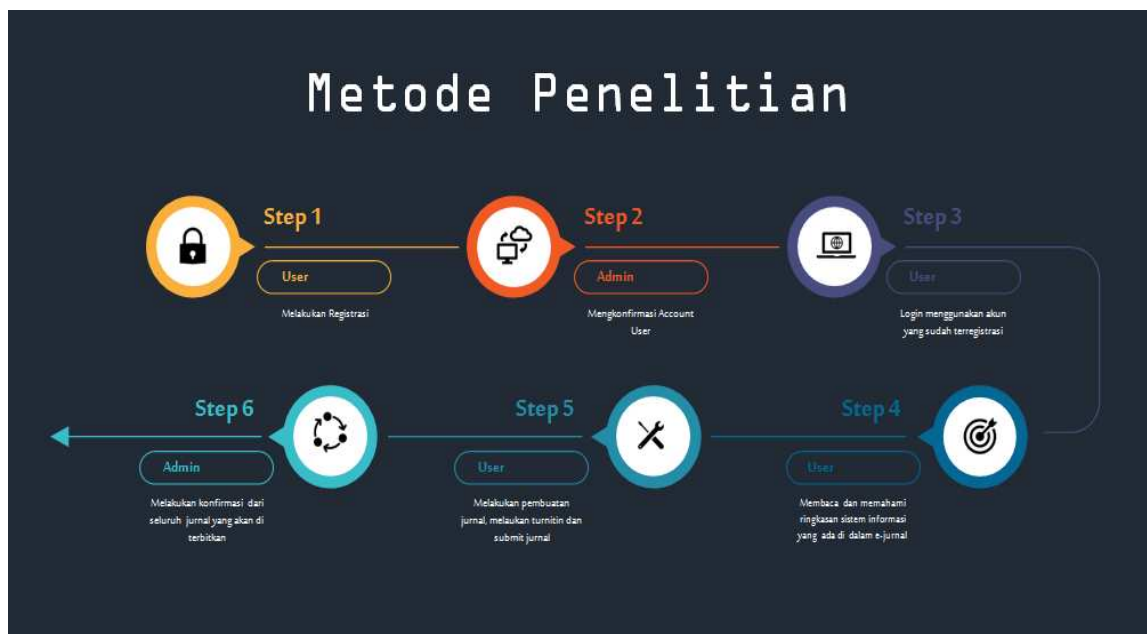 Metode Penelitian
Step 1
User
Melakukan Registrasi
Step 2
Admin
Mengkonfirmasi Account
User
Step 3
User
Login menggunakan akun
yang sudah terregistrasi
Step 4
User
Membaca dan memahami
ringkasan sistem informasi
yang ada di dalam e-jurnal
Step 5
User
Melakukan pembuatan
jurnal, melaukan turnitin dan
submit jurnal
Step 6
Admin
Melakukan konfirmasi dari
seluruh jurnal yang akan di
terbitkan